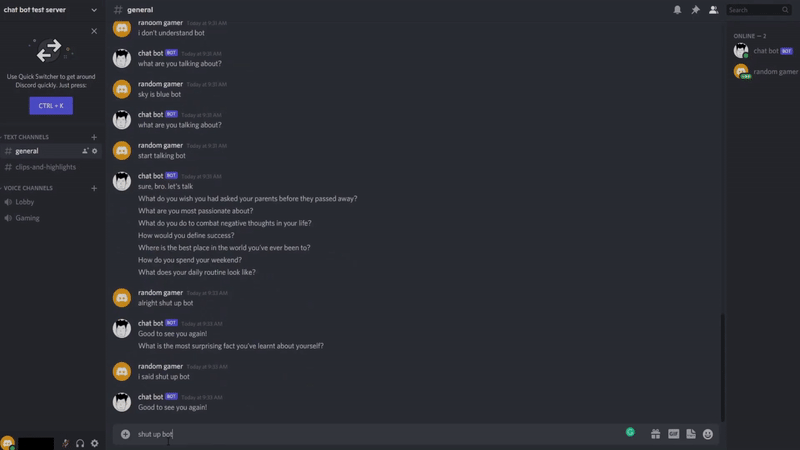 chat bot test server
general
Search
random gamer Today at 9:31 AM
i don't understand bot
chat bot BOT Today at 9:31 AM
what are you talking about?
random gamer Today at 9:31 AM
sky is blue bot
chat bot BOT Today at 9:31 AM
what are you talking about?
random gamer Today at 9:31 AM
start talking bot
chat bot BOT Today at 9:31 AM
sure, bro. let's talk
What do you wish you had asked your parents before they passed away?
What are you most passionate about?
What do you do to combat negative thoughts in your life?
How would you define success?
Where is the best place in the world you've ever been to?
How do you spend your weekend?
What does your daily routine look like?
random gamer Today at 9:33 AM
alright shut up bot
chat bot BOT Today at 9:33 AM
Good to see you again!
What is the most surprising fact you've learnt about yourself?
random gamer Today at 9:33 AM
i said shut up bot
chat bot BOT Today at 9:33 AM
Good to see you again!
shut up bot
GIF
Use Quick Switcher to get around
Discord quickly. Just press:
CTRL + K
TEXT CHANNELS
general
clips-and-highlights
VOICE CHANNELS
Lobby
Gaming
ONLINE — 2
chat bot BOT
random gamer